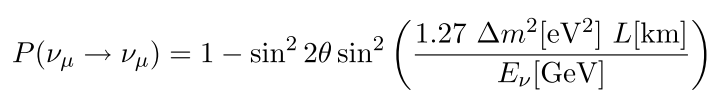 P(ν_μ → ν_μ) = 1 − sin² 2θ sin² (1.27 Δm²[eV²] L[km] / E_ν[GeV])